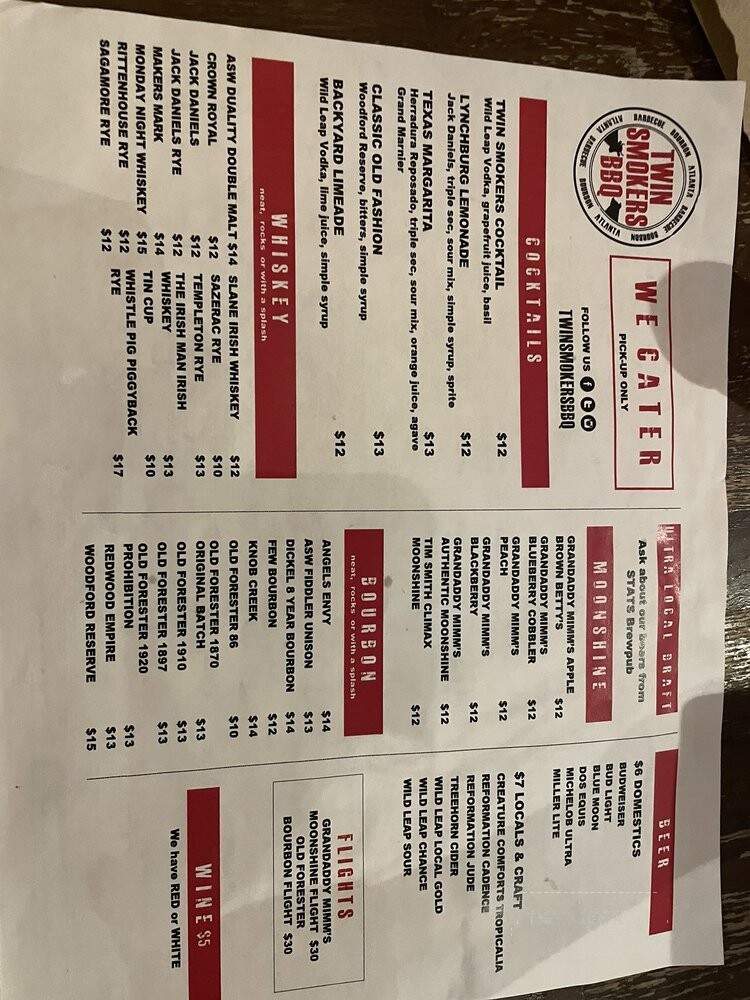 TWIN SMOKERS BBQ
ATLANTA BARBECUE BOURBON ATLANTA BARBECUE BOURBON ATLANTA BARBECUE BOURBON
WE CATER
PICK-UP ONLY
FOLLOW US
TWINSMOKERSBBQ
COCKTAILS
TWIN SMOKERS COCKTAIL $12
Wild Leap Vodka, grapefruit juice, basil
LYNCHBURG LEMONADE $12
Jack Daniels, triple sec, sour mix, simple syrup, sprite
TEXAS MARGARITA $13
Herradura Reposado, triple sec, sour mix, orange juice, agave
Grand Marnier
CLASSIC OLD FASHION $13
Woodford Reserve, bitters, simple syrup
BACKYARD LIMEADE $12
Wild Leap Vodka, lime juice, simple syrup
WHISKEY
neat, rocks or with a splash
ASW DUALITY DOUBLE MALT $14
CROWN ROYAL $12
JACK DANIELS $12
JACK DANIELS RYE $12
MAKERS MARK $14
MONDAY NIGHT WHISKEY $15
RITTENHOUSE RYE $12
SAGAMORE RYE $12
SLANE IRISH WHISKEY $12
SAZERAC RYE $10
TEMPLETON RYE $13
THE IRISH MAN IRISH
WHISKEY $13
TIN CUP $10
WHISTLE PIG PIGGYBACK
RYE $17
ULTRA LOCAL DRAFT
Ask about our beers from
STATS Brewpub
MOONSHINE
GRANDADDY MIMM'S APPLE
BROWN BETTY'S $12
GRANDADDY MIMM'S
BLUEBERRY COBBLER $12
GRANDADDY MIMM'S
PEACH $12
GRANDADDY MIMM'S
BLACKBERRY $12
GRANDADDY MIMM'S
AUTHENTIC MOONSHINE $12
TIM SMITH CLIMAX
MOONSHINE $12
BOURBON
neat, rocks or with a splash
ANGELS ENVY $14
ASW FIDDLER UNISON $13
DICKEL 8 YEAR BOURBON $14
FEW BOURBON $12
KNOB CREEK $14
OLD FORESTER 86 $10
OLD FORESTER 1870
ORIGINAL BATCH $13
OLD FORESTER 1910 $13
OLD FORESTER 1897 $13
OLD FORESTER 1920
PROHIBITION $13
REDWOOD EMPIRE $13
WOODFORD RESERVE $15
BEER
$6 DOMESTICS
BUDWEISER
BUD LIGHT
BLUE MOON
DOS EQUIS
MICHELOB ULTRA
MILLER LITE
$7 LOCALS & CRAFT
CREATURE COMFORTS TROPICALIA
REFORMATION CADENCE
REFORMATION JUDE
TREEHORN CIDER
WILD LEAP LOCAL GOLD
WILD LEAP CHANCE
WILD LEAP SOUR
FLIGHTS
GRANDADDY MIMM'S
MOONSHINE FLIGHT $30
OLD FORESTER
BOURBON FLIGHT $30
WINE $5
We have RED or WHITE